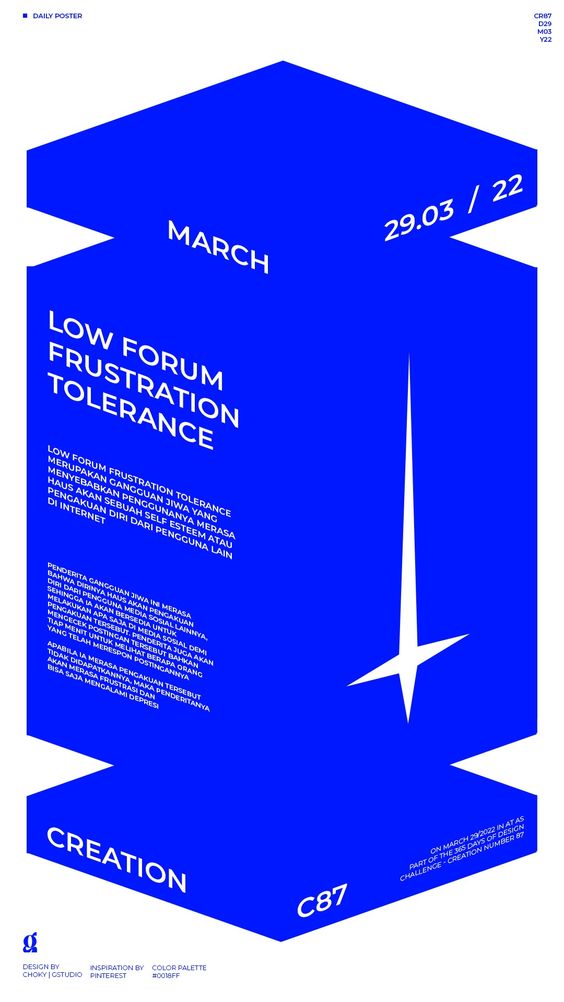 DAILY POSTER
CR87
D29
M03
Y22
29.03 / 22
MARCH
LOW FORUM
FRUSTRATION
TOLERANCE
LOW FORUM FRUSTRATION TOLERANCE
MERUPAKAN GANGGUAN JIWA YANG
MENYEBABKAN PENGGUNANYA MERASA
HAUS AKAN SEBUAH SELF ESTEEM ATAU
PENGAKUAN DIRI DARI PENGGUNA LAIN
DI INTERNET
PENDERITA GANGGUAN JIWA INI MERASA
BAHWA DIRINYA HAUS AKAN PENGAKUAN
DIRI DARI PENGGUNA MEDIA SOSIAL LAINNYA,
SEHINGGA IA AKAN BERSEDIA UNTUK
MELAKUKAN APA SAJA DI MEDIA SOSIAL DEMI
PENGAKUAN TERSEBUT. PENDERITA JUGA AKAN
MENGECEK POSTINGAN TERSEBUT BAHKAN
TIAP MENIT UNTUK MELIHAT BERAPA ORANG
YANG TELAH MERESPON POSTINGANNYA
APABILA IA MERASA PENGAKUAN TERSEBUT
TIDAK DIDAPATKANNYA, MAKA PENDERITANYA
AKAN MERASA FRUSTRASI DAN
BISA SAJA MENGALAMI DEPRESI
CREATION
C87
ON MARCH 29/2022 IN AT AS
PART OF THE 365 DAYS OF DESIGN
CHALLENGE - CREATION NUMBER 87
g
DESIGN BY
CHOKY | GSTUDIO
INSPIRATION BY
PINTEREST
COLOR PALETTE
#0018FF